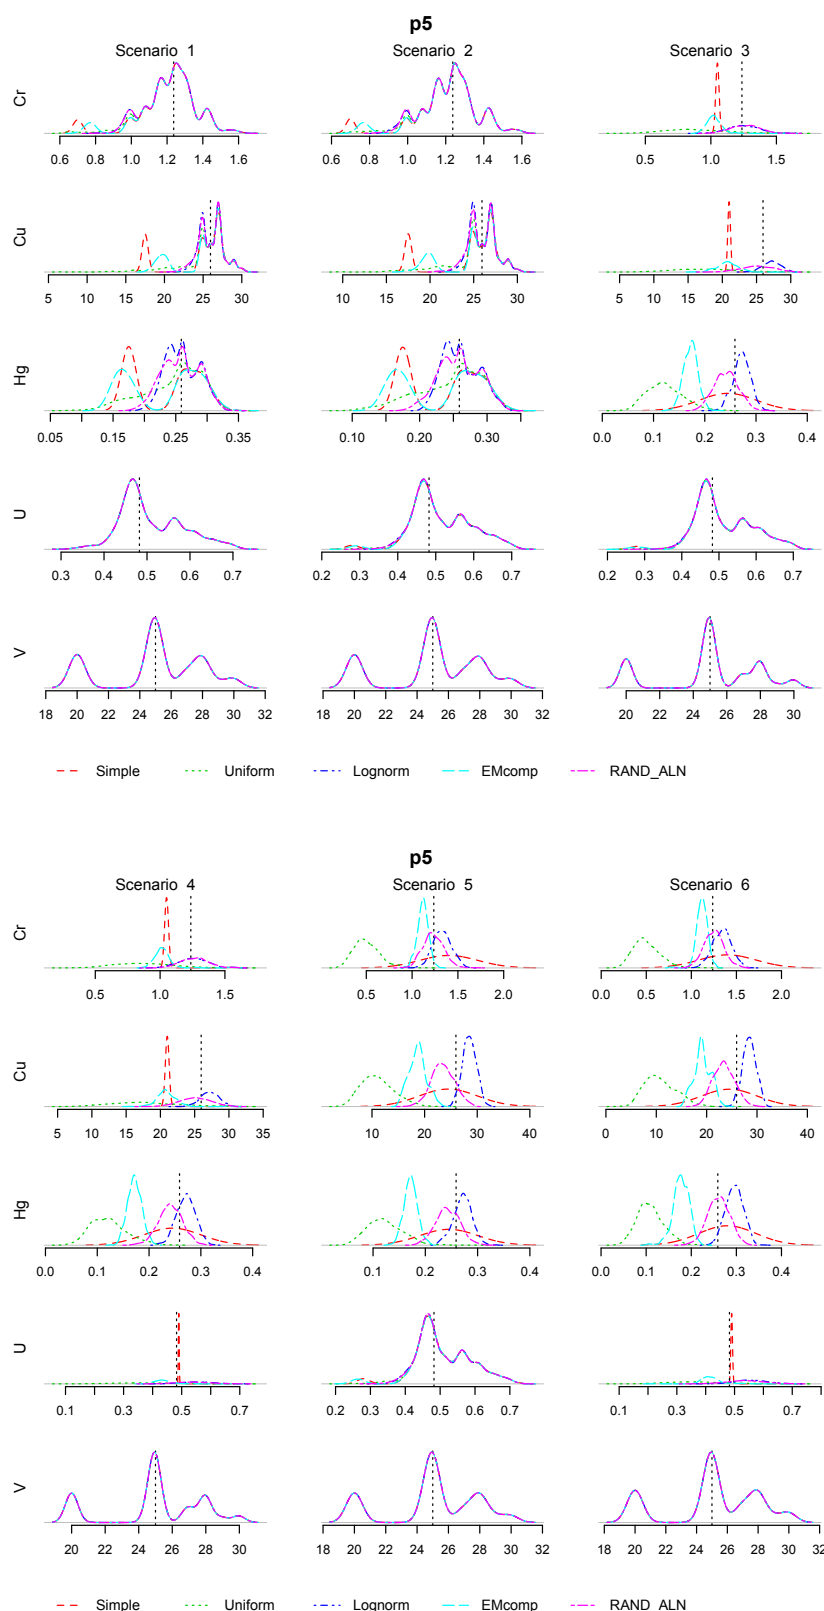 p5
Scenario 1 Scenario 2 Scenario 3
Cr
0.6 0.8 1.0 1.2 1.4 1.6 0.6 0.8 1.0 1.2 1.4 1.6 0.5 1.0 1.5
Cu
5 10 15 20 25 30 10 15 20 25 30 5 10 15 20 25 30
Hg
0.05 0.15 0.25 0.35 0.10 0.20 0.30 0.0 0.1 0.2 0.3 0.4
U
0.3 0.4 0.5 0.6 0.7 0.2 0.3 0.4 0.5 0.6 0.7 0.2 0.3 0.4 0.5 0.6 0.7
V
18 20 22 24 26 28 30 32 20 22 24 26 28 30 32 20 22 24 26 28 30
Simple Uniform Lognorm EMcomp RAND_ALN
p5
Scenario 4 Scenario 5 Scenario 6
Cr
0.5 1.0 1.5 0.5 1.0 1.5 2.0 0.0 0.5 1.0 1.5 2.0
Cu
5 10 15 20 25 30 35 10 20 30 40 0 10 20 30 40
Hg
0.0 0.1 0.2 0.3 0.4 0.1 0.2 0.3 0.4 0.0 0.1 0.2 0.3 0.4
U
0.1 0.3 0.5 0.7 0.2 0.3 0.4 0.5 0.6 0.7 0.1 0.3 0.5 0.7
V
20 22 24 26 28 30 18 20 22 24 26 28 30 32 18 20 22 24 26 28 30 32
Simple Uniform Lognorm EMcomp RAND_ALN